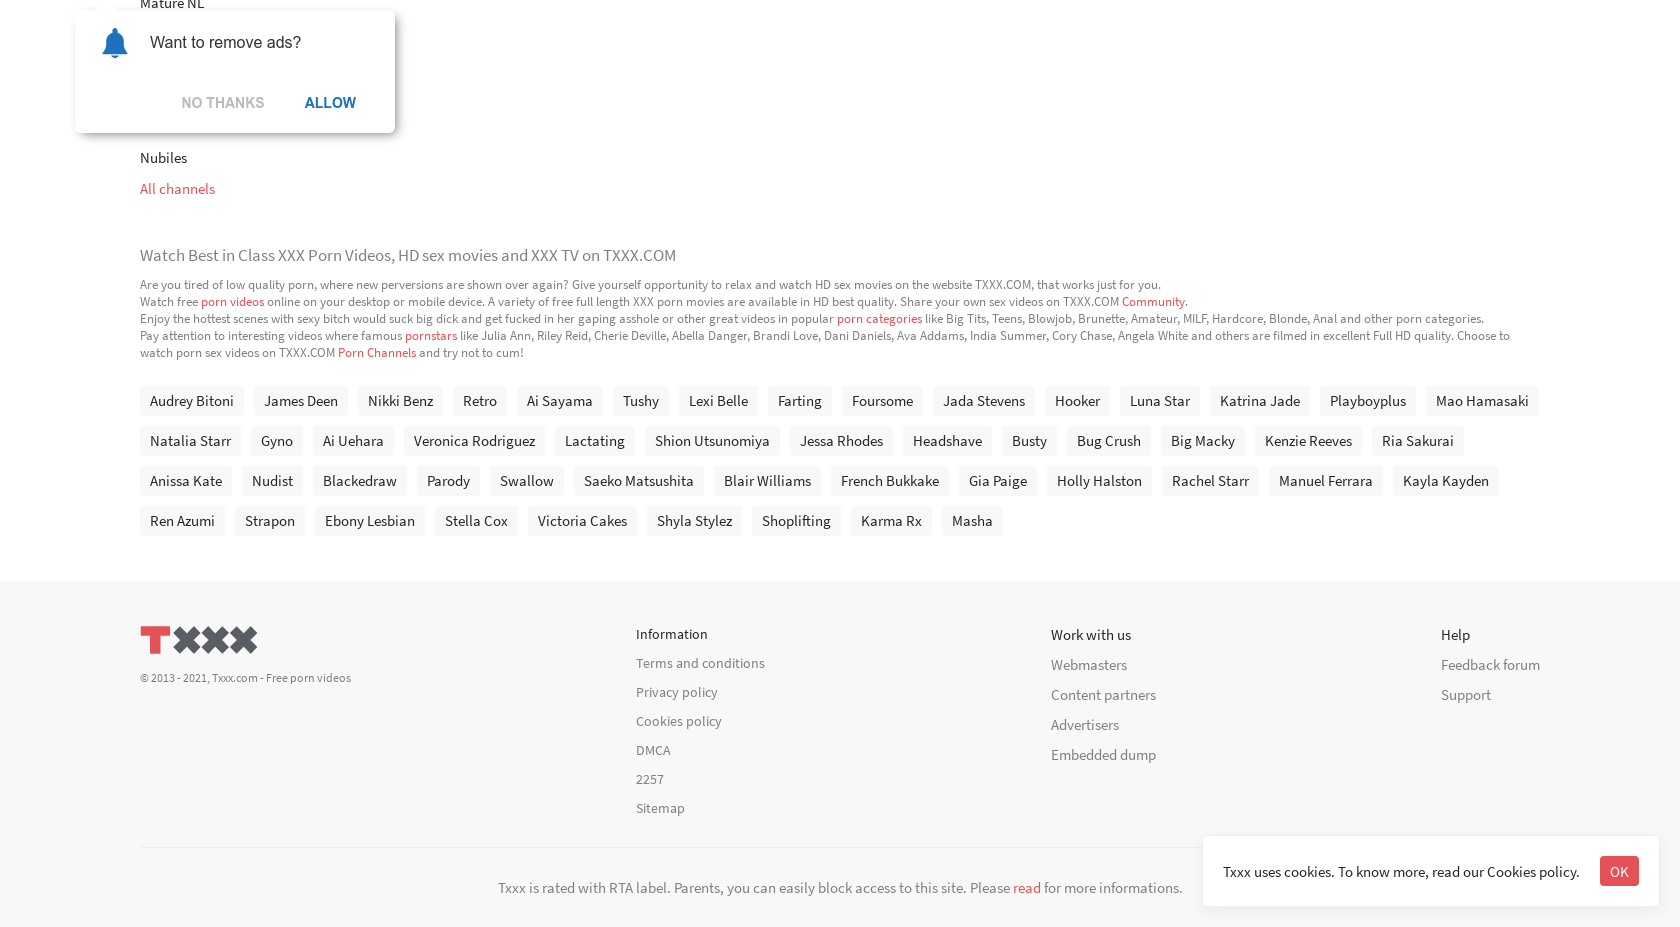 Mature NL
Want to remove ads?
NO THANKS ALLOW
Nubiles
All channels
Watch Best in Class XXX Porn Videos, HD sex movies and XXX TV on TXXX.COM
Are you tired of low quality porn, where new perversions are shown over again? Give yourself opportunity to relax and watch HD sex movies on the website TXXX.COM, that works just for you.
Watch free porn videos online on your desktop or mobile device. A variety of free full length XXX porn movies are available in HD best quality. Share your own sex videos on TXXX.COM Community.
Enjoy the hottest scenes with sexy bitch would suck big dick and get fucked in her gaping asshole or other great videos in popular porn categories like Big Tits, Teens, Blowjob, Brunette, Amateur, MILF, Hardcore, Blonde, Anal and other porn categories.
Pay attention to interesting videos where famous pornstars like Julia Ann, Riley Reid, Cherie Deville, Abella Danger, Brandi Love, Dani Daniels, Ava Addams, India Summer, Cory Chase, Angela White and others are filmed in excellent Full HD quality. Choose to
watch porn sex videos on TXXX.COM Porn Channels and try not to cum!
Audrey Bitoni James Deen Nikki Benz Retro Ai Sayama Tushy Lexi Belle Farting Foursome Jada Stevens Hooker Luna Star Katrina Jade Playboyplus Mao Hamasaki
Natalia Starr Gyno Ai Uehara Veronica Rodriguez Lactating Shion Utsunomiya Jessa Rhodes Headshave Busty Bug Crush Big Macky Kenzie Reeves Ria Sakurai
Anissa Kate Nudist Blackedraw Parody Swallow Saeko Matsushita Blair Williams French Bukkake Gia Paige Holly Halston Rachel Starr Manuel Ferrara Kayla Kayden
Ren Azumi Strapon Ebony Lesbian Stella Cox Victoria Cakes Shyla Stylez Shoplifting Karma Rx Masha
Txxx
© 2013 - 2021, Txxx.com - Free porn videos
Information
Terms and conditions
Privacy policy
Cookies policy
DMCA
2257
Sitemap
Work with us
Webmasters
Content partners
Advertisers
Embedded dump
Help
Feedback forum
Support
Txxx is rated with RTA label. Parents, you can easily block access to this site. Please read for more informations.
Txxx uses cookies. To know more, read our Cookies policy. OK